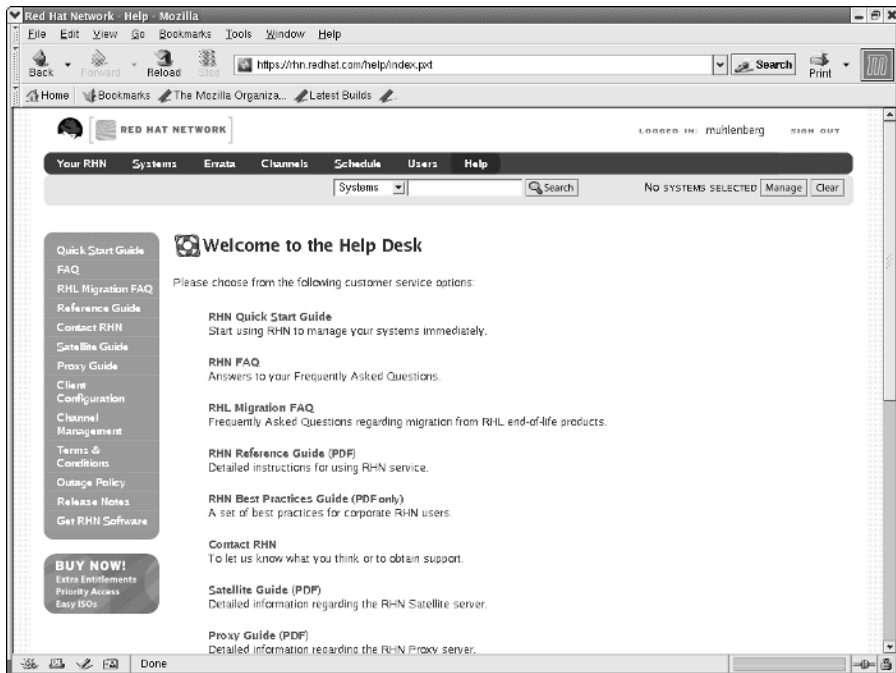 Red Hat Network - Help - Mozilla
File Edit View Go Bookmarks Tools Window Help
Back Forward Reload Stop https://rhn.redhat.com/help/index.pxt Search Print
Home Bookmarks The Mozilla Organiza... Latest Builds
RED HAT NETWORK LOGGED IN: muhlenberg SIGN OUT
Your RHN Systems Errata Channels Schedule Users Help
Systems Search NO SYSTEMS SELECTED Manage Clear
Quick Start Guide
FAQ
RHL Migration FAQ
Reference Guide
Contact RHN
Satellite Guide
Proxy Guide
Client
Configuration
Channel
Management
Terms &
Conditions
Outage Policy
Release Notes
Get RHN Software
BUY NOW!
Extra Entitlements
Priority Access
Easy ISOs
Welcome to the Help Desk
Please choose from the following customer service options:
RHN Quick Start Guide
Start using RHN to manage your systems immediately.
RHN FAQ
Answers to your Frequently Asked Questions.
RHL Migration FAQ
Frequently Asked Questions regarding migration from RHL end-of-life products.
RHN Reference Guide (PDF)
Detailed instructions for using RHN service.
RHN Best Practices Guide (PDF only)
A set of best practices for corporate RHN users.
Contact RHN
To let us know what you think or to obtain support.
Satellite Guide (PDF)
Detailed information regarding the RHN Satellite server.
Proxy Guide (PDF)
Detailed information regarding the RHN Proxy server.
Done